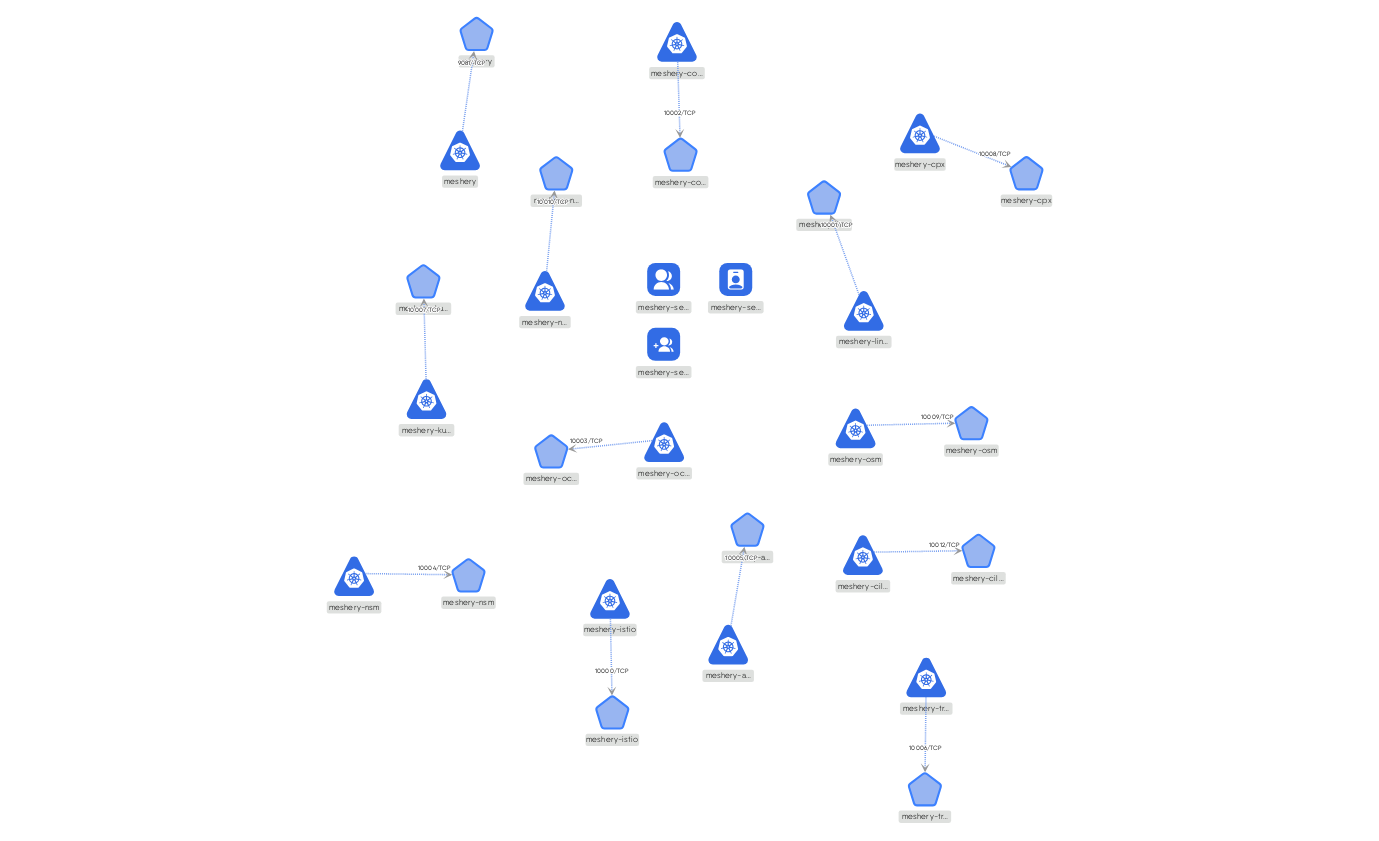 9081/TCP
meshery
meshery-co...
10002/TCP
meshery-co...
meshery-cpx
10008/TCP
meshery-cpx
10010/TCP
meshery-n...
10001/TCP
meshery-lin...
meshery-se...
meshery-se...
meshery-se...
10007/TCP
meshery-ku...
10003/TCP
meshery-oc...
meshery-oc...
10009/TCP
meshery-osm
meshery-osm
meshery-nsm
10004/TCP
meshery-nsm
meshery-istio
10000/TCP
meshery-istio
10005/TCP
meshery-a...
10012/TCP
meshery-cil...
meshery-cil...
meshery-tr...
10006/TCP
meshery-tr...